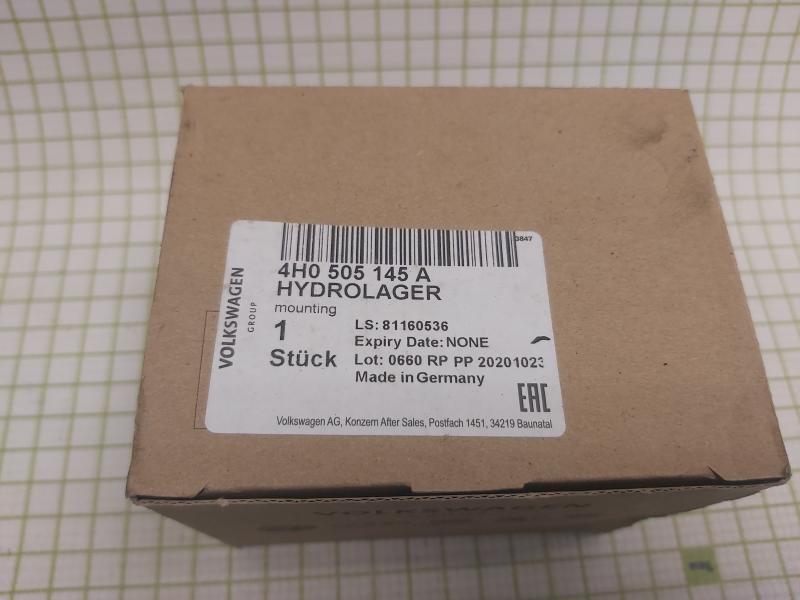 3847
4H0 505 145 A
HYDROLAGER
mounting
1
Stück
LS: 81160536
Expiry Date: NONE
Lot: 0660 RP PP 20201023
Made in Germany
EAC
VOLKSWAGEN
GROUP
Volkswagen AG, Konzern After Sales, Postfach 1451, 34219 Baunatal
VOLKSWAGEN